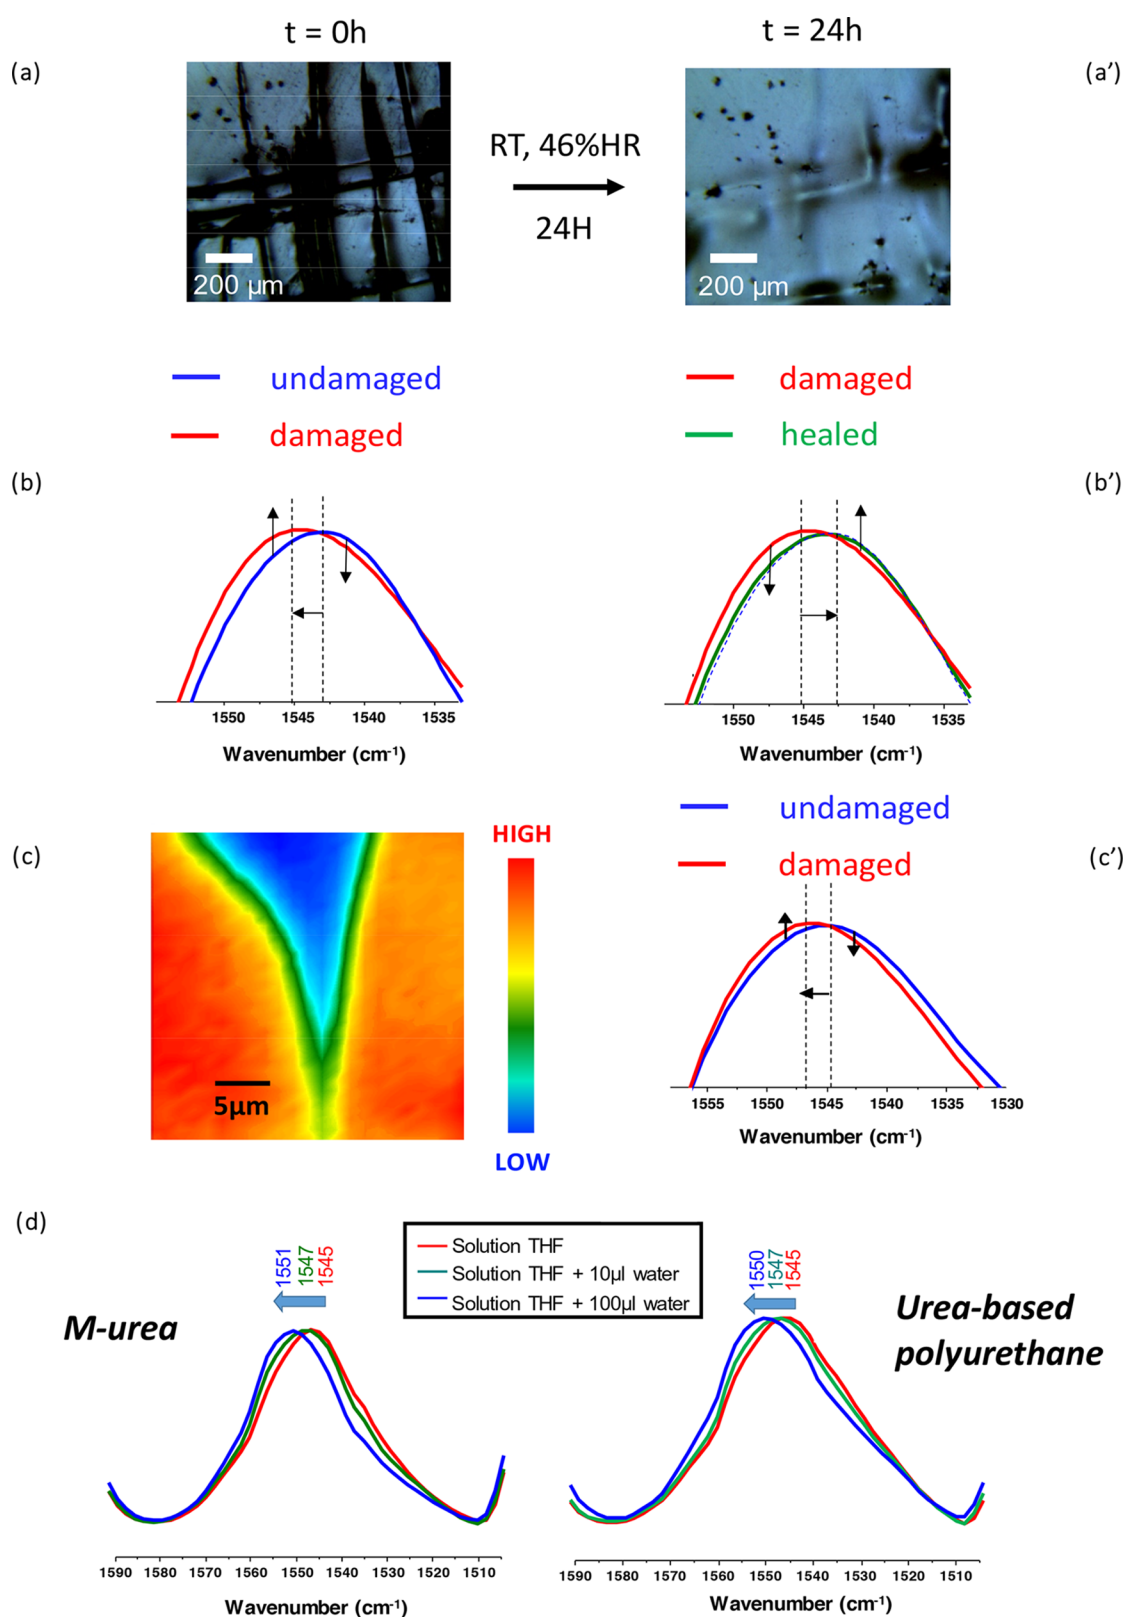 t = 0h
t = 24h
(a)
(a’)
RT, 46%HR
24H
200 µm
200 µm
undamaged
damaged
damaged
healed
(b)
(b’)
1550 1545 1540 1535
Wavenumber (cm-1)
1550 1545 1540 1535
Wavenumber (cm-1)
undamaged
damaged
(c)
(c’)
HIGH
5µm
LOW
1555 1550 1545 1540 1535 1530
Wavenumber (cm-1)
(d)
Solution THF
Solution THF + 10µl water
Solution THF + 100µl water
1551
1547
1545
1550
1547
1545
M-urea
Urea-based
polyurethane
1590 1580 1570 1560 1550 1540 1530 1520 1510
Wavenumber (cm-1)
1590 1580 1570 1560 1550 1540 1530 1520 1510
Wavenumber (cm-1)